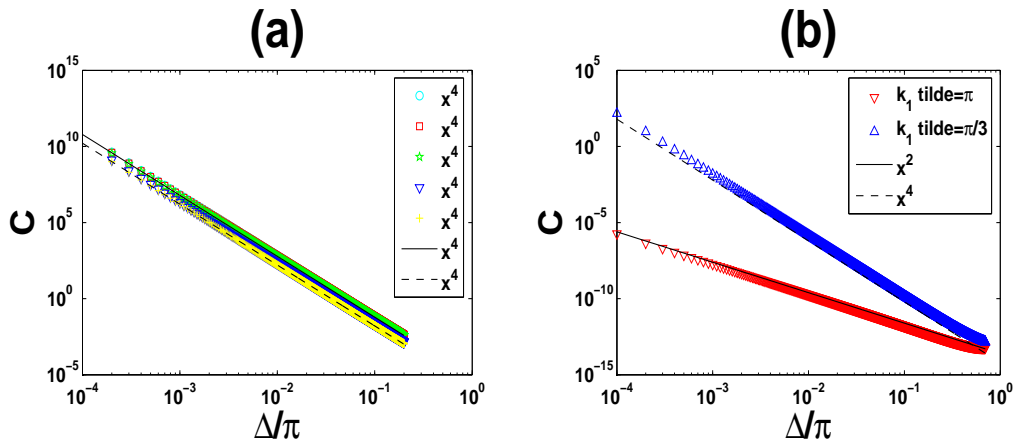 (a)
10^15
10^10
10^5
10^0
10^−5
C
10^−4
10^−3
10^−2
10^−1
10^0
Δ/π
x^4
x^4
x^4
x^4
x^4
x^4
x^4
(b)
10^5
10^0
10^−5
10^−10
10^−15
C
10^−4
10^−3
10^−2
10^−1
10^0
Δ/π
k_1 tilde=π
k_1 tilde=π/3
x^2
x^4